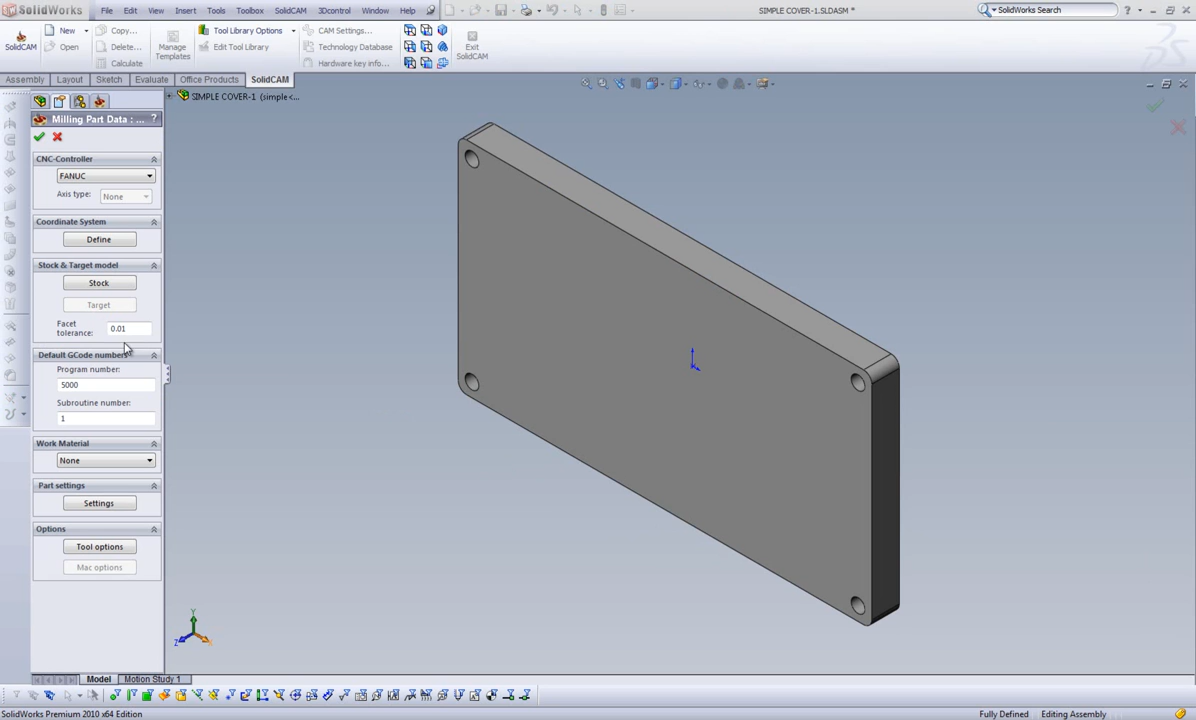 SolidWorks File Edit View Insert Tools Toolbox SolidCAM 3Dcontrol Window Help SIMPLE COVER-1.SLDASM * SolidWorks Search ?
SolidCAM New Open Copy... Delete... Calculate Manage Templates Tool Library Options Edit Tool Library CAM Settings... Technology Database Hardware key info... Exit SolidCAM
Assembly Layout Sketch Evaluate Office Products SolidCAM
SIMPLE COVER-1 (simple<...
Milling Part Data : ... ?
CNC-Controller
FANUC
Axis type: None
Coordinate System
Define
Stock & Target model
Stock
Target
Facet tolerance: 0.01
Default GCode numbers
Program number:
5000
Subroutine number:
1
Work Material
None
Part settings
Settings
Options
Tool options
Mac options
Y
Z X
Model Motion Study 1
SolidWorks Premium 2010 x64 Edition Fully Defined Editing Assembly